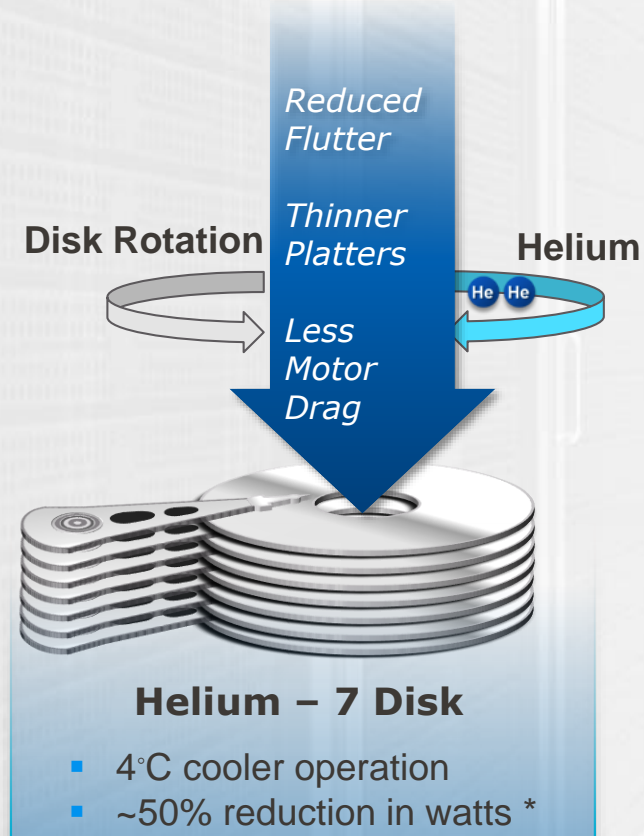 Reduced
Flutter
Thinner
Platters
Less
Motor
Drag
Disk Rotation
Helium
He He
Helium – 7 Disk
4°C cooler operation
~50% reduction in watts *